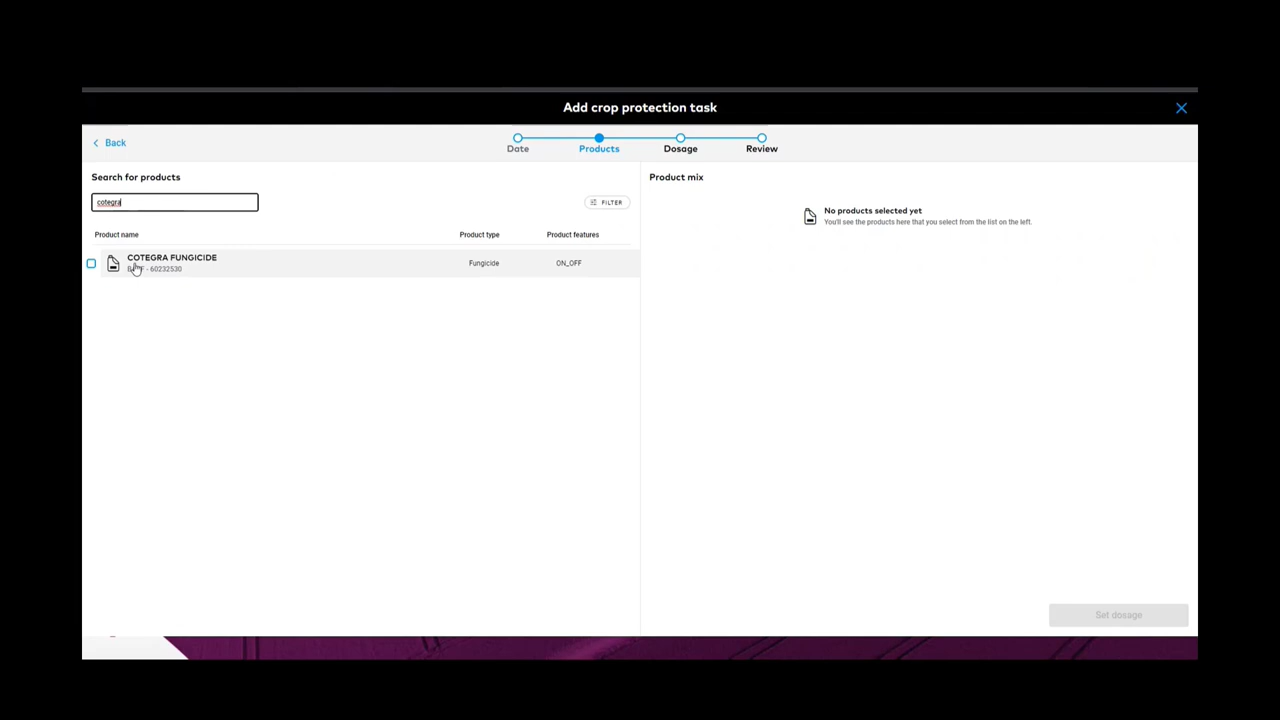 Add crop protection task
Back
Date
Products
Dosage
Review
Search for products
cotegra
FILTER
Product name
Product type
Product features
COTEGRA FUNGICIDE
- 60232530
Fungicide
ON_OFF
Product mix
No products selected yet
You'll see the products here that you select from the list on the left.
Set dosage